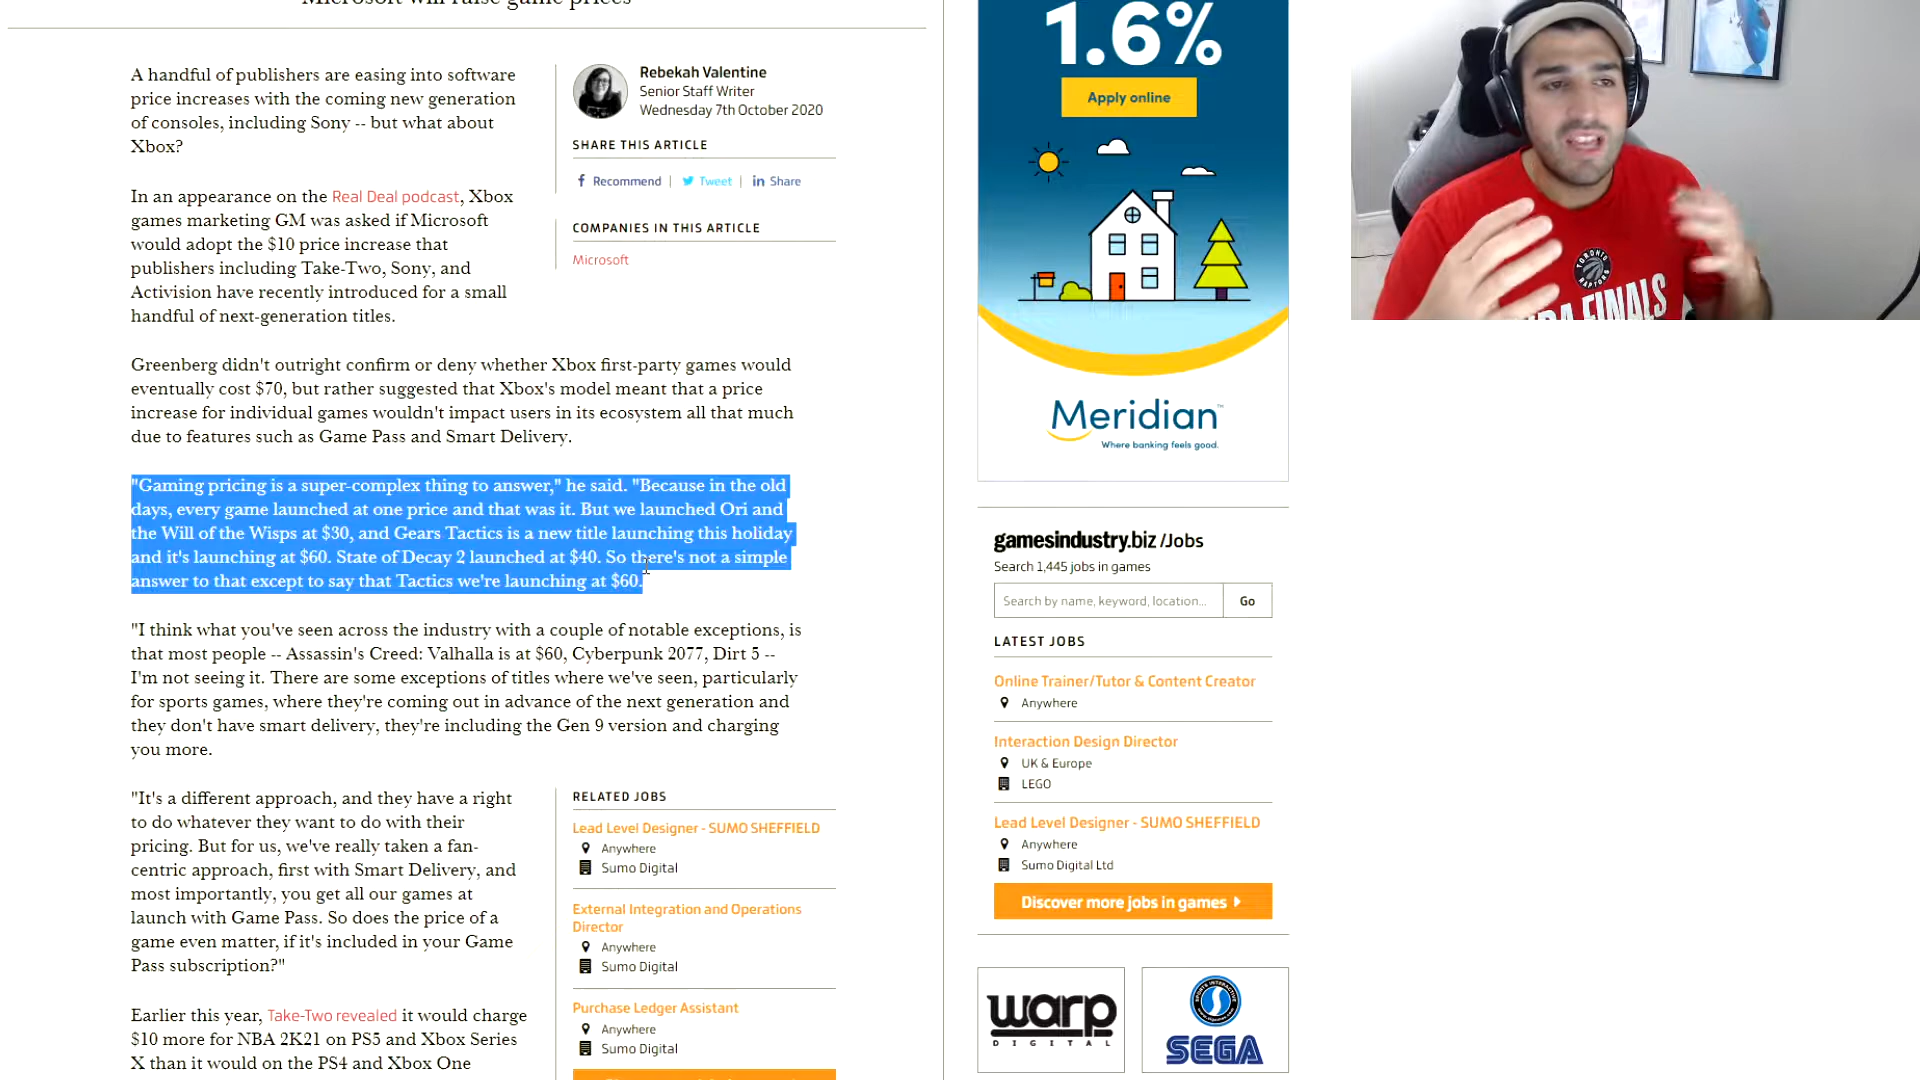 Microsoft will raise game prices
A handful of publishers are easing into software
price increases with the coming new generation
of consoles, including Sony -- but what about
Xbox?
In an appearance on the Real Deal podcast, Xbox
games marketing GM was asked if Microsoft
would adopt the $10 price increase that
publishers including Take-Two, Sony, and
Activision have recently introduced for a small
handful of next-generation titles.
Rebekah Valentine
Senior Staff Writer
Wednesday 7th October 2020
SHARE THIS ARTICLE
Recommend | Tweet | in Share
COMPANIES IN THIS ARTICLE
Microsoft
Greenberg didn't outright confirm or deny whether Xbox first-party games would
eventually cost $70, but rather suggested that Xbox's model meant that a price
increase for individual games wouldn't impact users in its ecosystem all that much
due to features such as Game Pass and Smart Delivery.
"Gaming pricing is a super-complex thing to answer," he said. "Because in the old
days, every game launched at one price and that was it. But we launched Ori and
the Will of the Wisps at $30, and Gears Tactics is a new title launching this holiday
and it's launching at $60. State of Decay 2 launched at $40. So there's not a simple
answer to that except to say that Tactics we're launching at $60.
"I think what you've seen across the industry with a couple of notable exceptions, is
that most people -- Assassin's Creed: Valhalla is at $60, Cyberpunk 2077, Dirt 5 --
I'm not seeing it. There are some exceptions of titles where we've seen, particularly
for sports games, where they're coming out in advance of the next generation and
they don't have smart delivery, they're including the Gen 9 version and charging
you more.
"It's a different approach, and they have a right
to do whatever they want to do with their
pricing. But for us, we've really taken a fan-
centric approach, first with Smart Delivery, and
most importantly, you get all our games at
launch with Game Pass. So does the price of a
game even matter, if it's included in your Game
Pass subscription?"
Earlier this year, Take-Two revealed it would charge
$10 more for NBA 2K21 on PS5 and Xbox Series
X than it would on the PS4 and Xbox One
RELATED JOBS
Lead Level Designer - SUMO SHEFFIELD
Anywhere
Sumo Digital
External Integration and Operations
Director
Anywhere
Sumo Digital
Purchase Ledger Assistant
Anywhere
Sumo Digital
1.6%
Apply online
Meridian™
Where banking feels good.
gamesindustry.biz /Jobs
Search 1,445 jobs in games
Search by name, keyword, location...
Go
LATEST JOBS
Online Trainer/Tutor & Content Creator
Anywhere
Interaction Design Director
UK & Europe
LEGO
Lead Level Designer - SUMO SHEFFIELD
Anywhere
Sumo Digital Ltd
Discover more jobs in games
warp
DIGITAL
SPORTS INTERACTIVE
SEGA
TORONTO
RAPTORS
FINALS